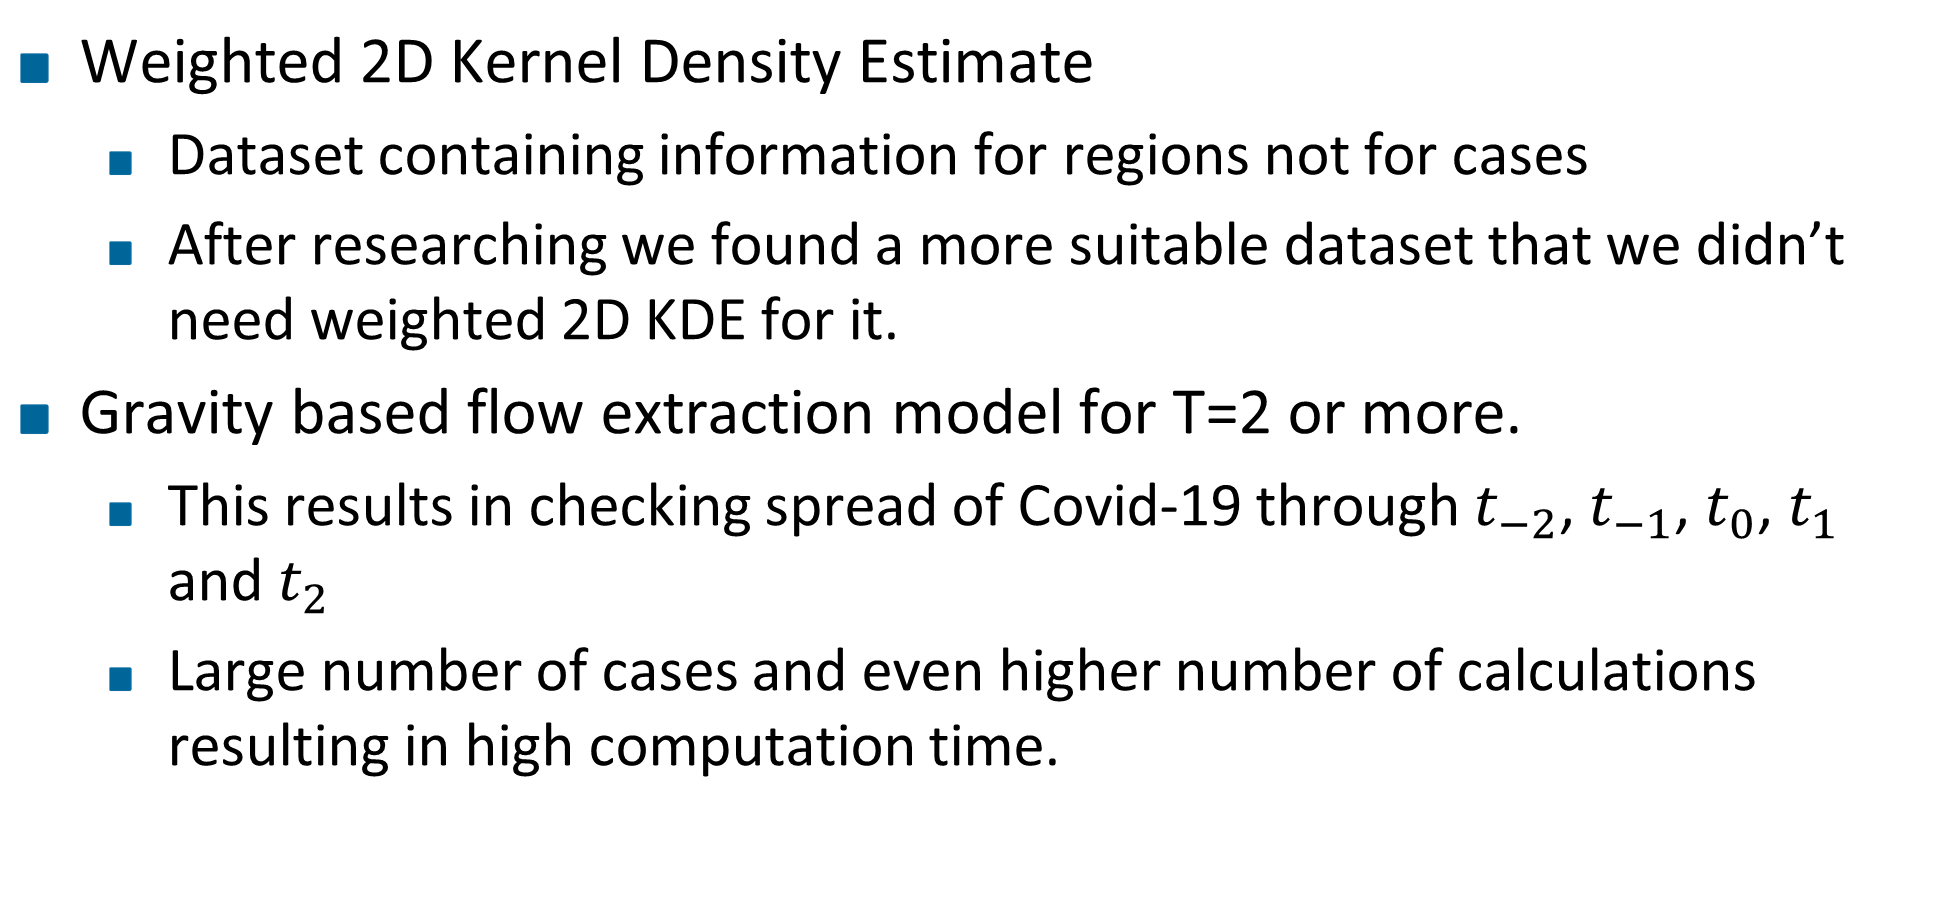 ■ Weighted 2D Kernel Density Estimate
■ Dataset containing information for regions not for cases
■ After researching we found a more suitable dataset that we didn’t
need weighted 2D KDE for it.
■ Gravity based flow extraction model for T=2 or more.
■ This results in checking spread of Covid-19 through t₋₂, t₋₁, t₀, t₁
and t₂
■ Large number of cases and even higher number of calculations
resulting in high computation time.